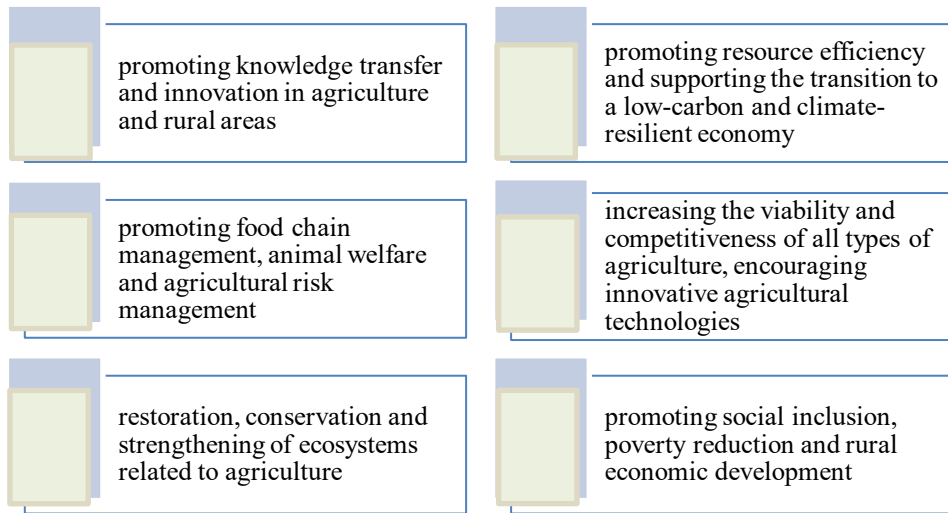 promoting knowledge transfer
and innovation in agriculture
and rural areas
promoting resource efficiency
and supporting the transition to
a low-carbon and climate-
resilient economy
promoting food chain
management, animal welfare
and agricultural risk
management
increasing the viability and
competitiveness of all types of
agriculture, encouraging
innovative agricultural
technologies
restoration, conservation and
strengthening of ecosystems
related to agriculture
promoting social inclusion,
poverty reduction and rural
economic development